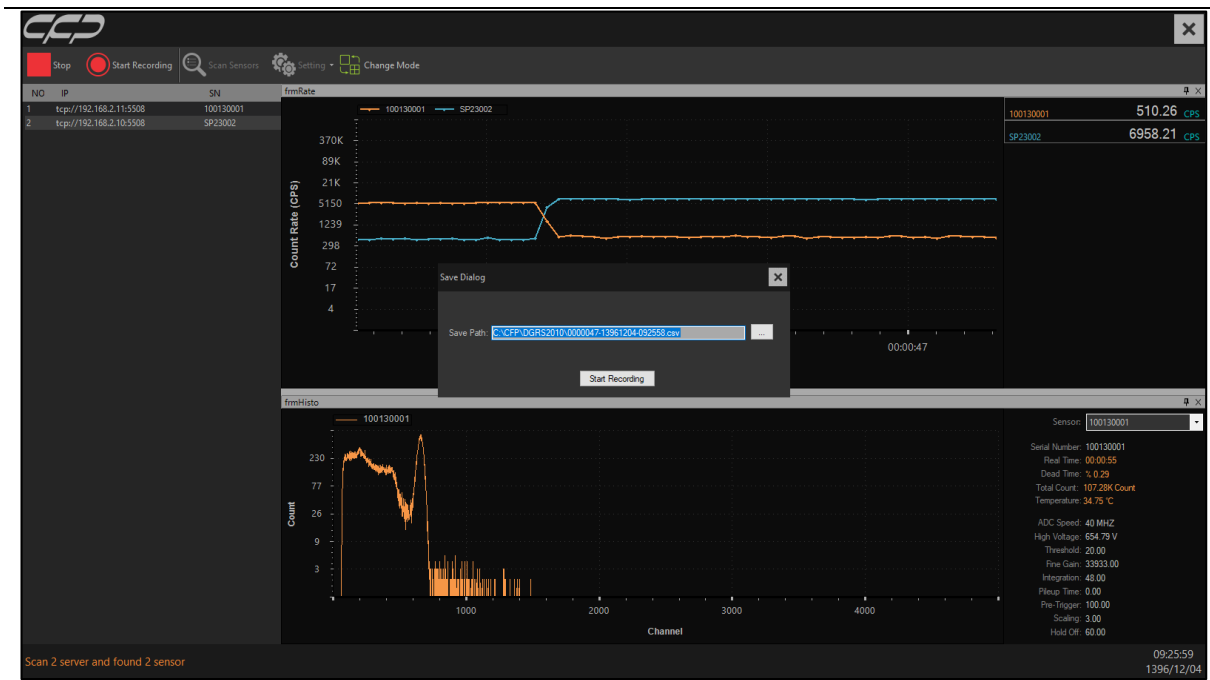 CFP
Stop Start Recording Scan Sensors Setting Change Mode
NO IP SN
1 tcp://192.168.2.11:5508 100130001
2 tcp://192.168.2.10:5508 SP23002
frmRate
100130001 SP23002
370K
89K
21K
5150
1239
298
72
17
4
Count Rate (CPS)
00:00:47
100130001 510.26 CPS
SP23002 6958.21 CPS
Save Dialog
Save Path: C:\CFP\DGRS2010\0000047-13961204-092558.csv ...
Start Recording
frmHisto
100130001
230
77
26
9
3
Count
1000 2000 3000 4000
Channel
Sensor: 100130001
Serial Number: 100130001
Real Time: 00:00:55
Dead Time: % 0.29
Total Count: 107.28K Count
Temperature: 34.75 °C
ADC Speed: 40 MHZ
High Voltage: 654.79 V
Threshold: 20.00
Fine Gain: 33933.00
Integration: 48.00
Pileup Time: 0.00
Pre-Trigger: 100.00
Scaling: 3.00
Hold Off: 60.00
Scan 2 server and found 2 sensor
09:25:59
1396/12/04